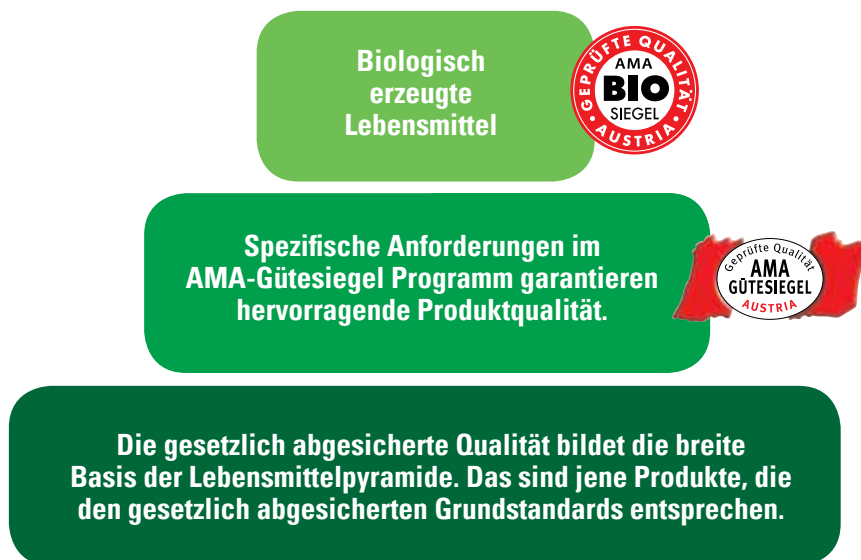 Biologisch
erzeugte
Lebensmittel
GEPRÜFTE QUALITÄT
AMA
BIO
SIEGEL
AUSTRIA
Spezifische Anforderungen im
AMA-Gütesiegel Programm garantieren
hervorragende Produktqualität.
Geprüfte Qualität
AMA
GÜTESIEGEL
AUSTRIA
Die gesetzlich abgesicherte Qualität bildet die breite
Basis der Lebensmittelpyramide. Das sind jene Produkte, die
den gesetzlich abgesicherten Grundstandards entsprechen.